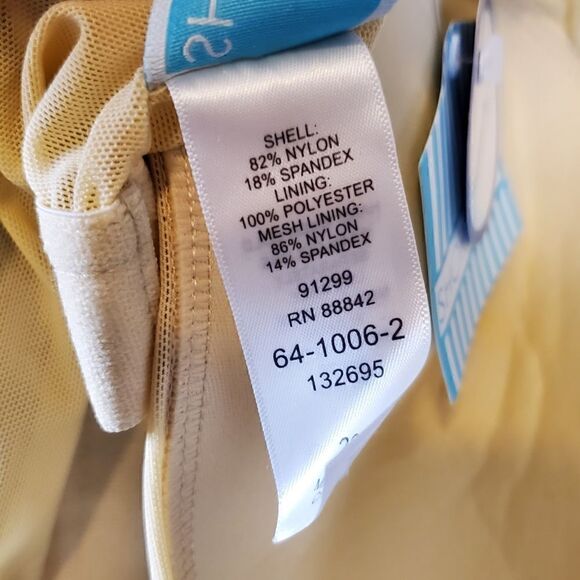 SHELL:
82% NYLON
18% SPANDEX
LINING:
100% POLYESTER
MESH LINING:
86% NYLON
14% SPANDEX
91299
RN 88842
64-1006-2
132695